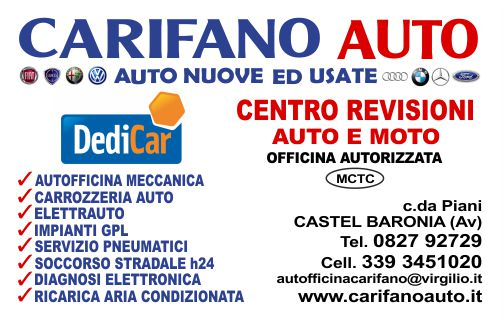 CARIFANO AUTO
FIAT AUTO NUOVE ED USATE Ford
CENTRO REVISIONI
AUTO E MOTO
OFFICINA AUTORIZZATA
MCTC
DediCar
AUTOFFICINA MECCANICA
CARROZZERIA AUTO
ELETTRAUTO
IMPIANTI GPL
SERVIZIO PNEUMATICI
SOCCORSO STRADALE h24
DIAGNOSI ELETTRONICA
RICARICA ARIA CONDIZIONATA
c.da Piani
CASTEL BARONIA (Av)
Tel. 0827 92729
Cell. 339 3451020
autofficinacarifano@virgilio.it
www.carifanoauto.it